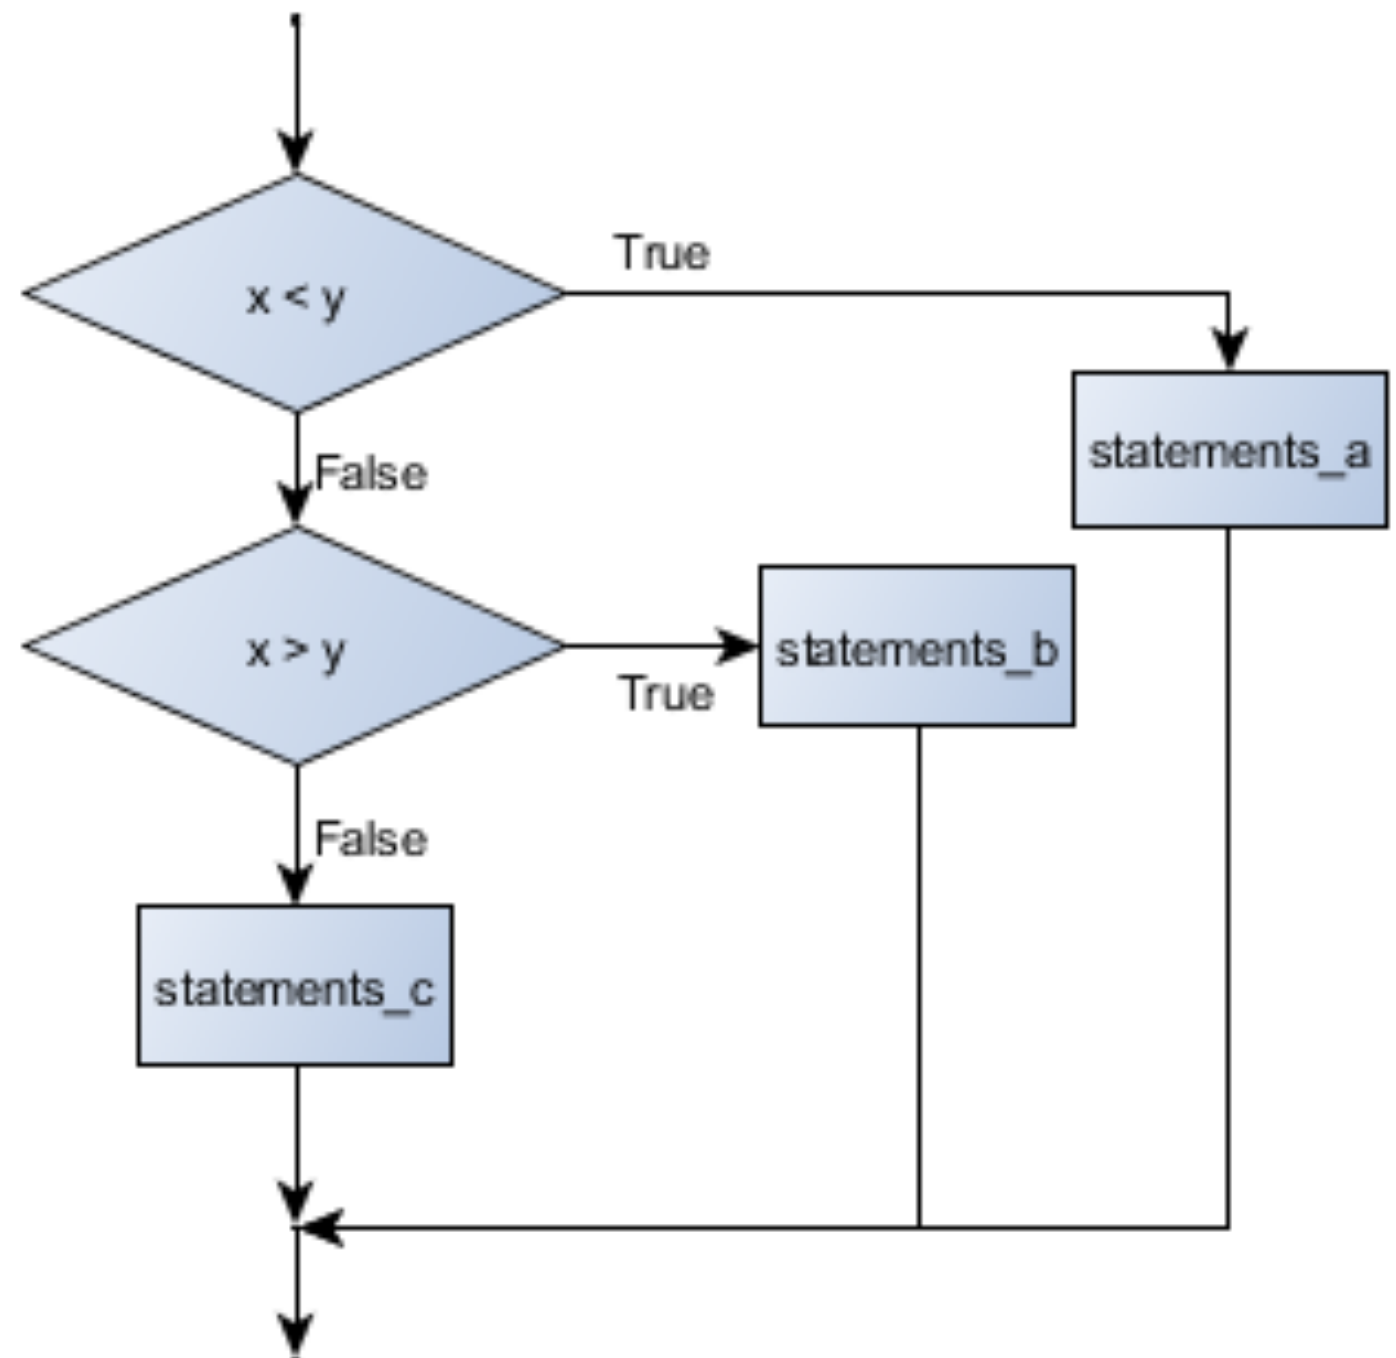 x < y
True
False
statements_a
x > y
True
statements_b
False
statements_c